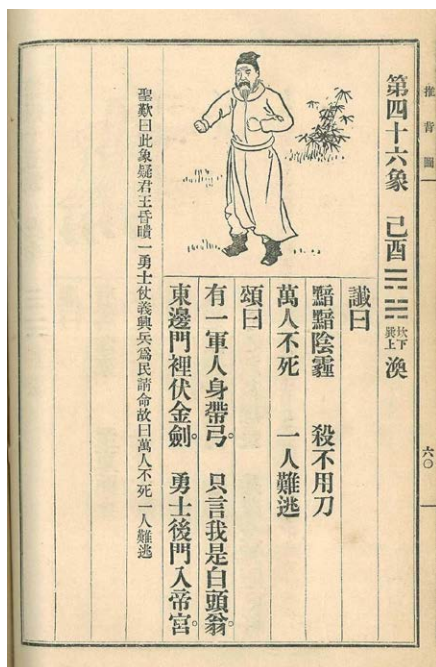 推背圖
六〇
第四十六象 己酉 坎下 巽上 渙
讖曰
黯黯陰霾 殺不用刀
萬人不死 一人難逃
頌曰
有一軍人身帶弓。只言我是白頭翁。
東邊門裡伏金劍。勇士後門入帝宮。
聖歎曰此象疑君王昏瞶一勇士仗義興兵為民請命故曰萬人不死一人難逃